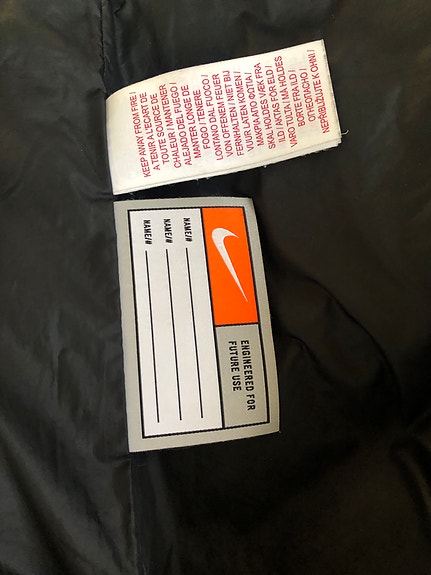 KEEP AWAY FROM FIRE /
A TENIR A L'ECART DE
TOUTE SOURCE DE
CHALEUR / MANTENER
ALEJADO DEL FUEGO /
MANTER LONGE DE
FOGO / TENERE
LONTANO DAL FUOCO /
VON OFFENEM FEUER
FERNHALTEN / NIET BIJ
VUUR LATEN KOMEN /
ΜΑΚΡΙΑ ΑΠΟ ΦΩΤΙΑ /
SKAL HOLDES VÆK FRA
ILD / AKTAS FÖR ELD /
VARO TULTA / MÅ HOLDES
BORTE FRA ILD /
ОГНЕОПАСНО /
NEPŘIBLIŽUJTE K OHNI /
ENGINEERED FOR
FUTURE USE
NAME/#
NAME/#
NAME/#